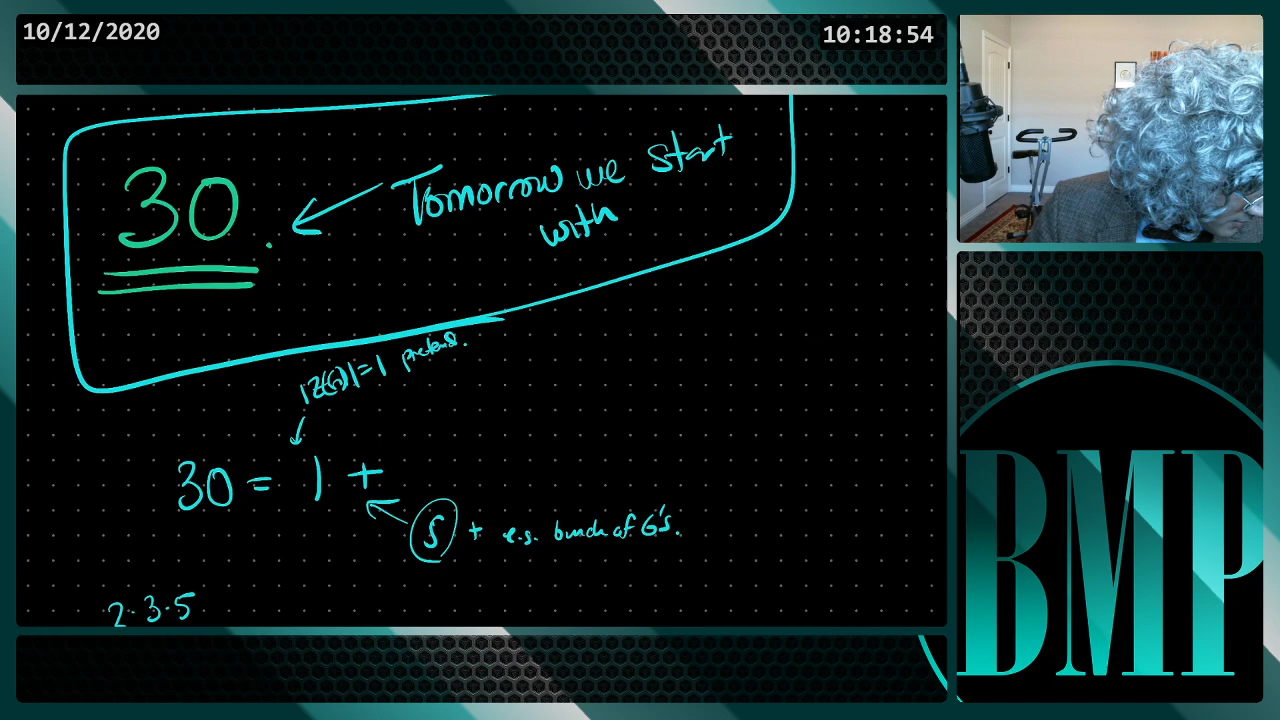 10/12/2020
10:18:54
30.
Tomorrow we start
with
|Z(G)|=1 pretend.
30 = 1 +
5 + e.g. bunch of 6's.
2·3·5
BMP